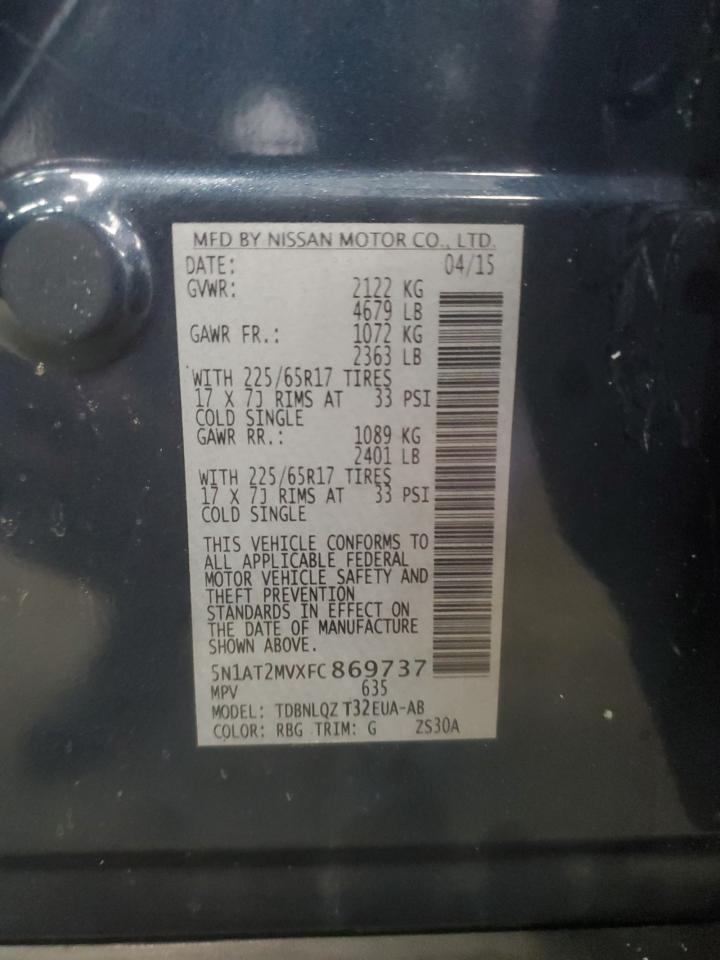 MFD BY NISSAN MOTOR CO., LTD.
DATE: 04/15
GVWR: 2122 KG
4679 LB
GAWR FR.: 1072 KG
2363 LB
WITH 225/65R17 TIRES
17 X 7J RIMS AT 33 PSI
COLD SINGLE
GAWR RR.: 1089 KG
2401 LB
WITH 225/65R17 TIRES
17 X 7J RIMS AT 33 PSI
COLD SINGLE
THIS VEHICLE CONFORMS TO
ALL APPLICABLE FEDERAL
MOTOR VEHICLE SAFETY AND
THEFT PREVENTION
STANDARDS IN EFFECT ON
THE DATE OF MANUFACTURE
SHOWN ABOVE.
5N1AT2MVXFC869737
MPV 635
MODEL: TDBNLQZ T32EUA-AB
COLOR: RBG TRIM: G ZS30A